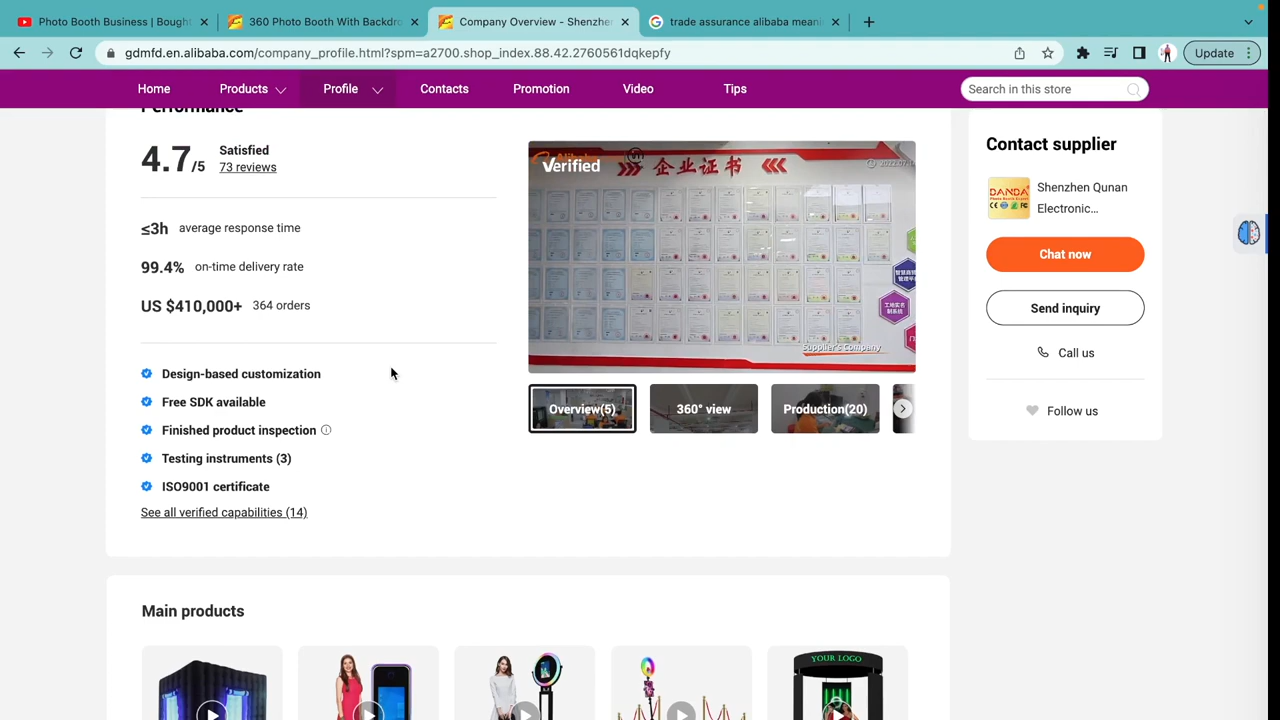 Photo Booth Business | Bought
360 Photo Booth With Backdro
Company Overview - Shenzhen
trade assurance alibaba meani
gdmfd.en.alibaba.com/company_profile.html?spm=a2700.shop_index.88.42.2760561dqkepfy
Update
Home
Products
Profile
Contacts
Promotion
Video
Tips
Search in this store
Performance
4.7/5
Satisfied
73 reviews
≤3h average response time
99.4% on-time delivery rate
US $410,000+ 364 orders
Design-based customization
Free SDK available
Finished product inspection
Testing instruments (3)
ISO9001 certificate
See all verified capabilities (14)
Verified
企业证书
Supplier's Company
Overview(5)
360° view
Production(20)
Contact supplier
DANDA
Shenzhen Qunan
Electronic...
Chat now
Send inquiry
Call us
Follow us
Main products
YOUR LOGO